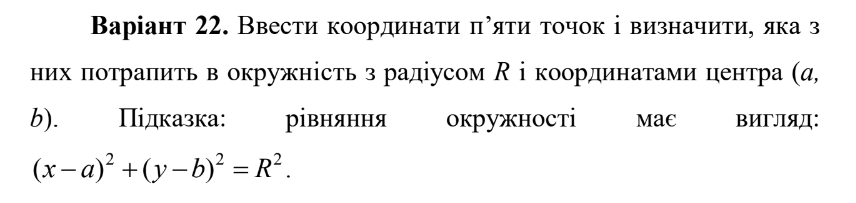 Варіант 22. Ввести координати п’яти точок і визначити, яка з
них потрапить в окружність з радіусом R і координатами центра (a,
b). Підказка: рівняння окружності має вигляд:
(x − a)² + (y − b)² = R².